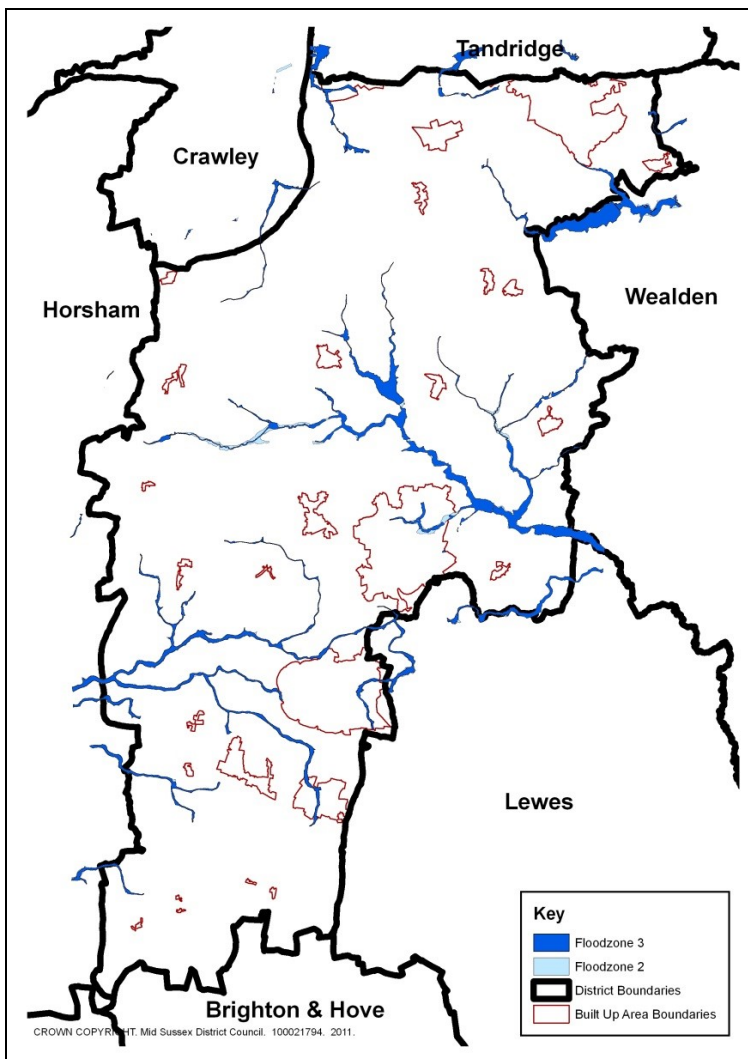 Tandridge
Crawley
Horsham
Wealden
Lewes
Key
Floodzone 3
Floodzone 2
District Boundaries
Built Up Area Boundaries
Brighton & Hove
CROWN COPYRIGHT. Mid Sussex District Council. 100021794. 2011.